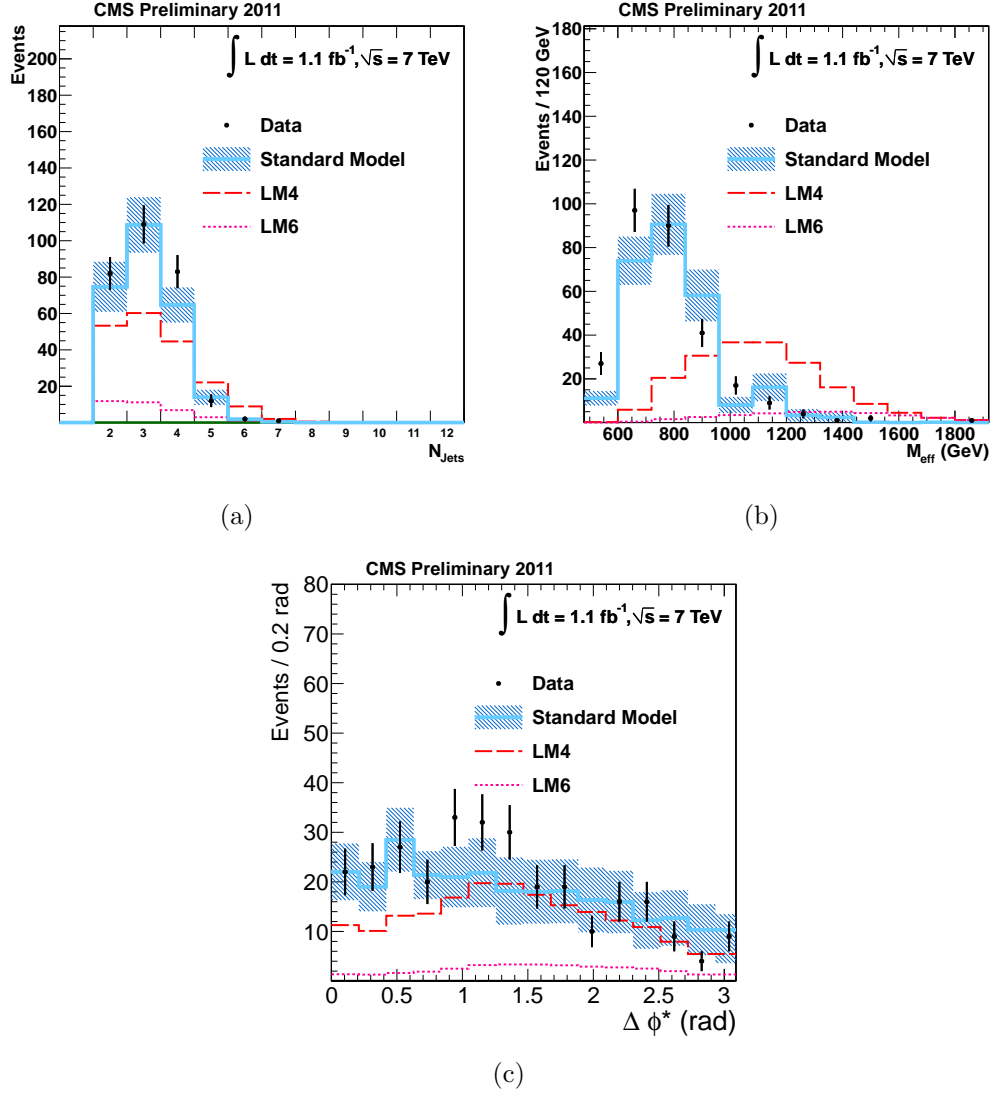 CMS Preliminary 2011
Events
∫ L dt = 1.1 fb⁻¹, √s = 7 TeV
Data
Standard Model
LM4
LM6
200
180
160
140
120
100
80
60
40
20
2 3 4 5 6 7 8 9 10 11 12
N_Jets
(a)
CMS Preliminary 2011
Events / 120 GeV
∫ L dt = 1.1 fb⁻¹, √s = 7 TeV
Data
Standard Model
LM4
LM6
180
160
140
120
100
80
60
40
20
600 800 1000 1200 1400 1600 1800
M_eff (GeV)
(b)
CMS Preliminary 2011
Events / 0.2 rad
∫ L dt = 1.1 fb⁻¹, √s = 7 TeV
Data
Standard Model
LM4
LM6
80
70
60
50
40
30
20
10
0 0.5 1 1.5 2 2.5 3
Δ ϕ* (rad)
(c)